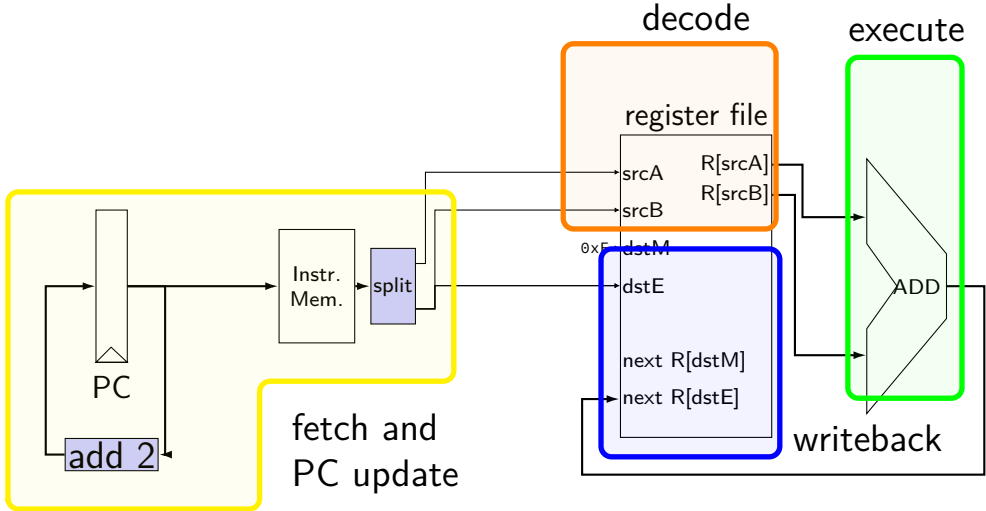 decode
execute
register file
srcA
R[srcA]
R[srcB]
srcB
0xF
dstM
Instr.
Mem.
split
dstE
ADD
PC
next R[dstM]
next R[dstE]
add 2
fetch and
PC update
writeback